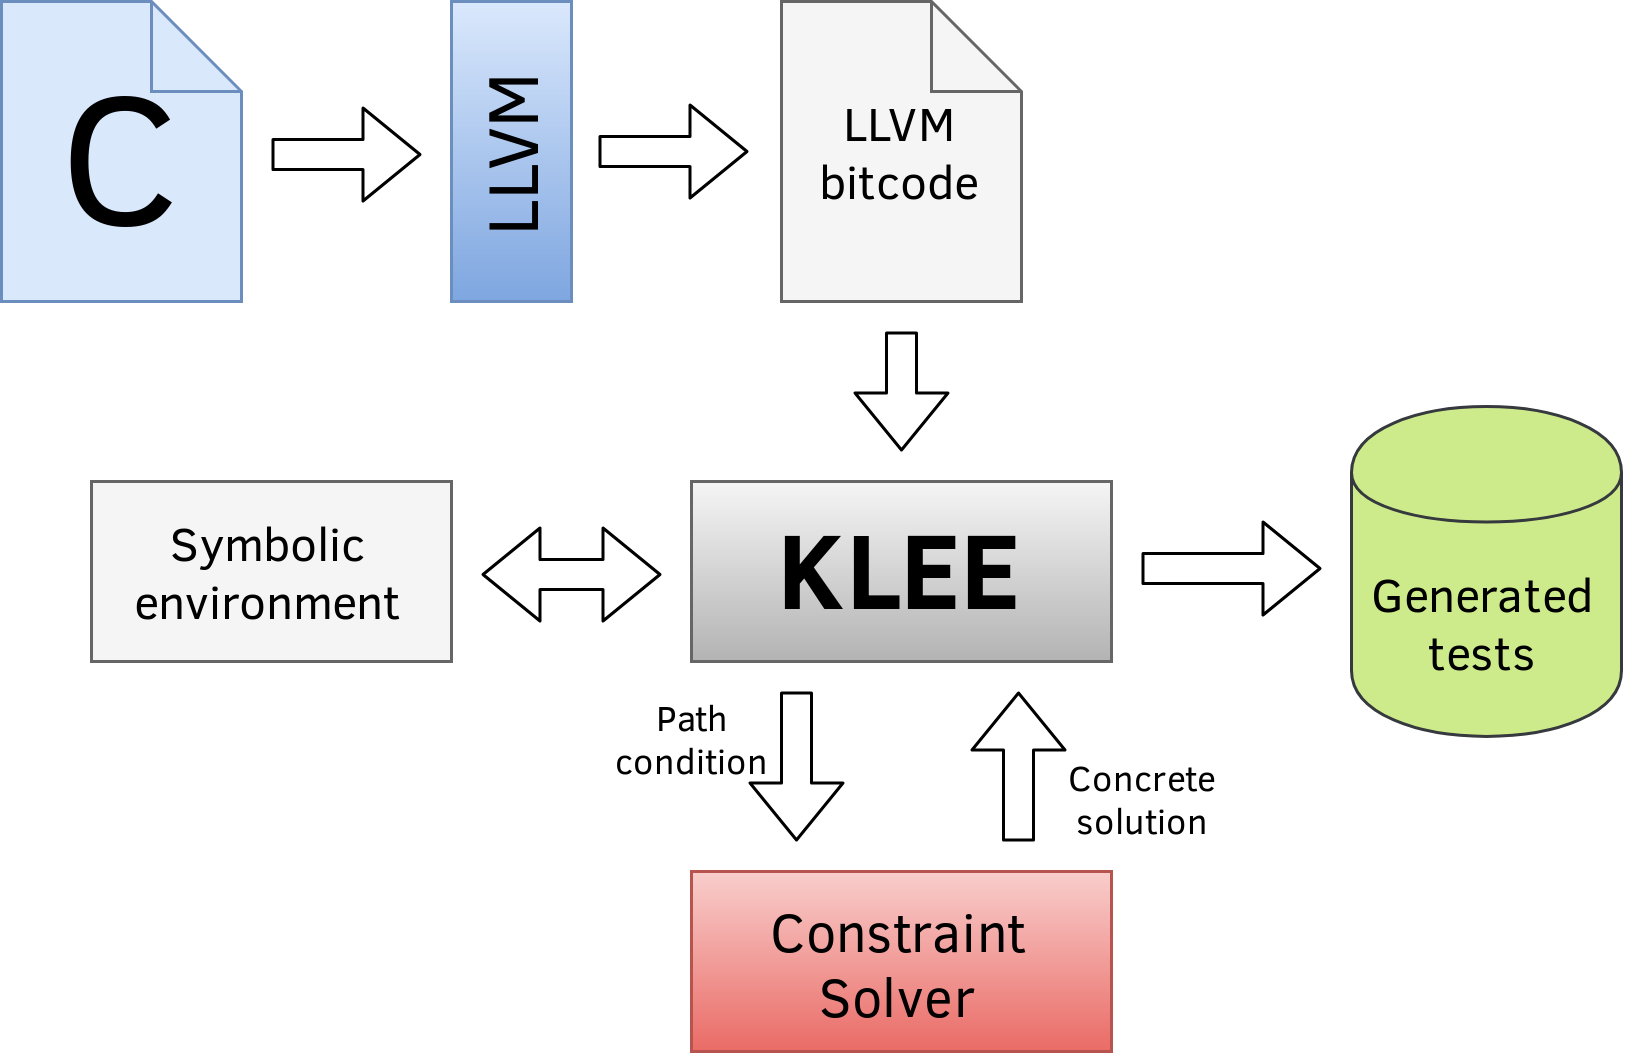 C
LLVM
LLVM
bitcode
Symbolic
environment
KLEE
Generated
tests
Path
condition
Concrete
solution
Constraint
Solver